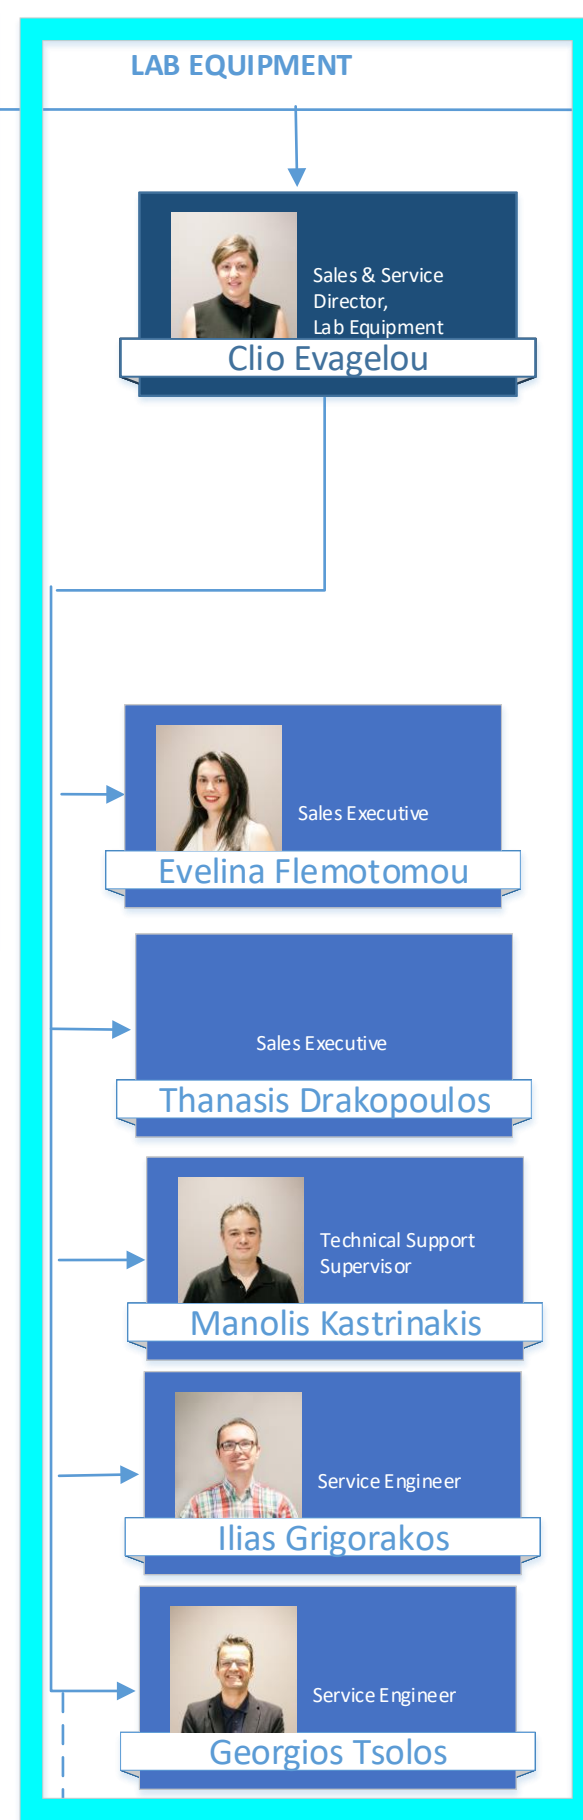 LAB EQUIPMENT
Sales & Service
Director,
Lab Equipment
Clio Evagelou
Sales Executive
Evelina Flemotomou
Sales Executive
Thanasis Drakopoulos
Technical Support
Supervisor
Manolis Kastrinakis
Service Engineer
Ilias Grigorakos
Service Engineer
Georgios Tsolos